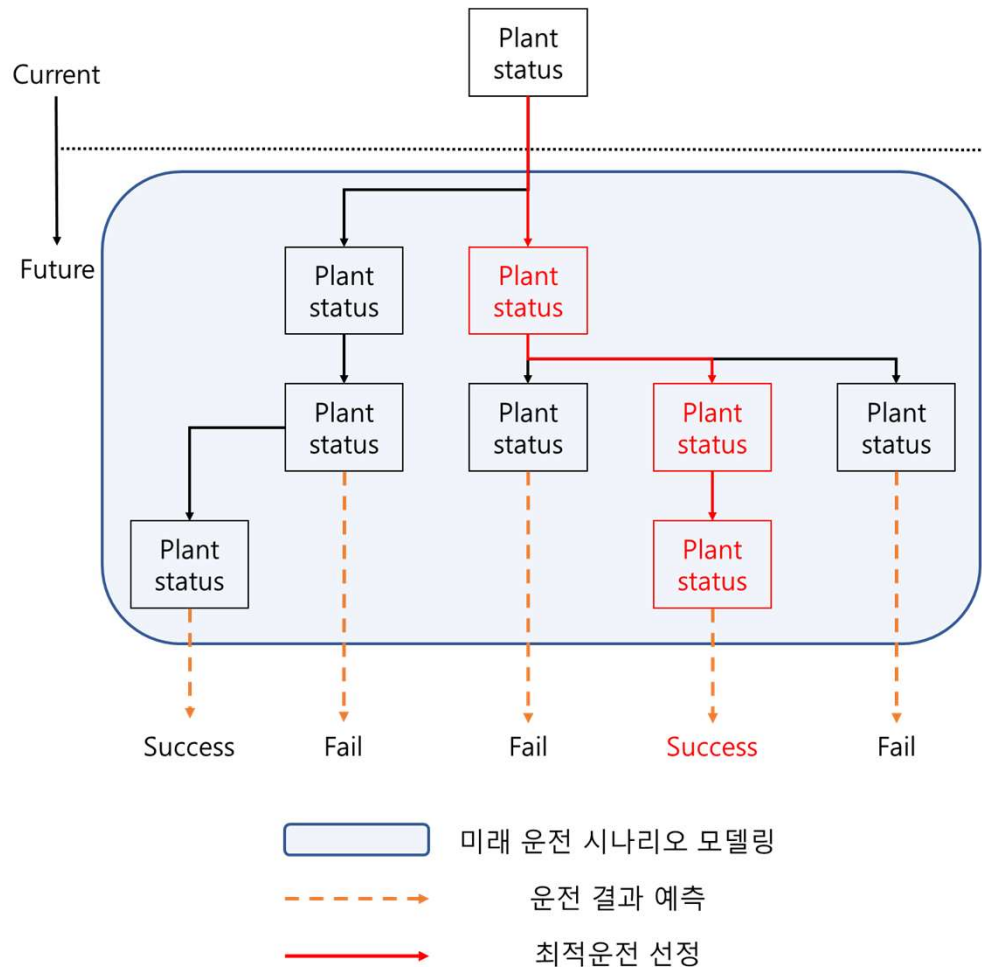 Plant
status
Current
Future
Plant
status
Plant
status
Plant
status
Plant
status
Plant
status
Plant
status
Plant
status
Plant
status
Success
Fail
Fail
Success
Fail
미래 운전 시나리오 모델링
운전 결과 예측
최적운전 선정